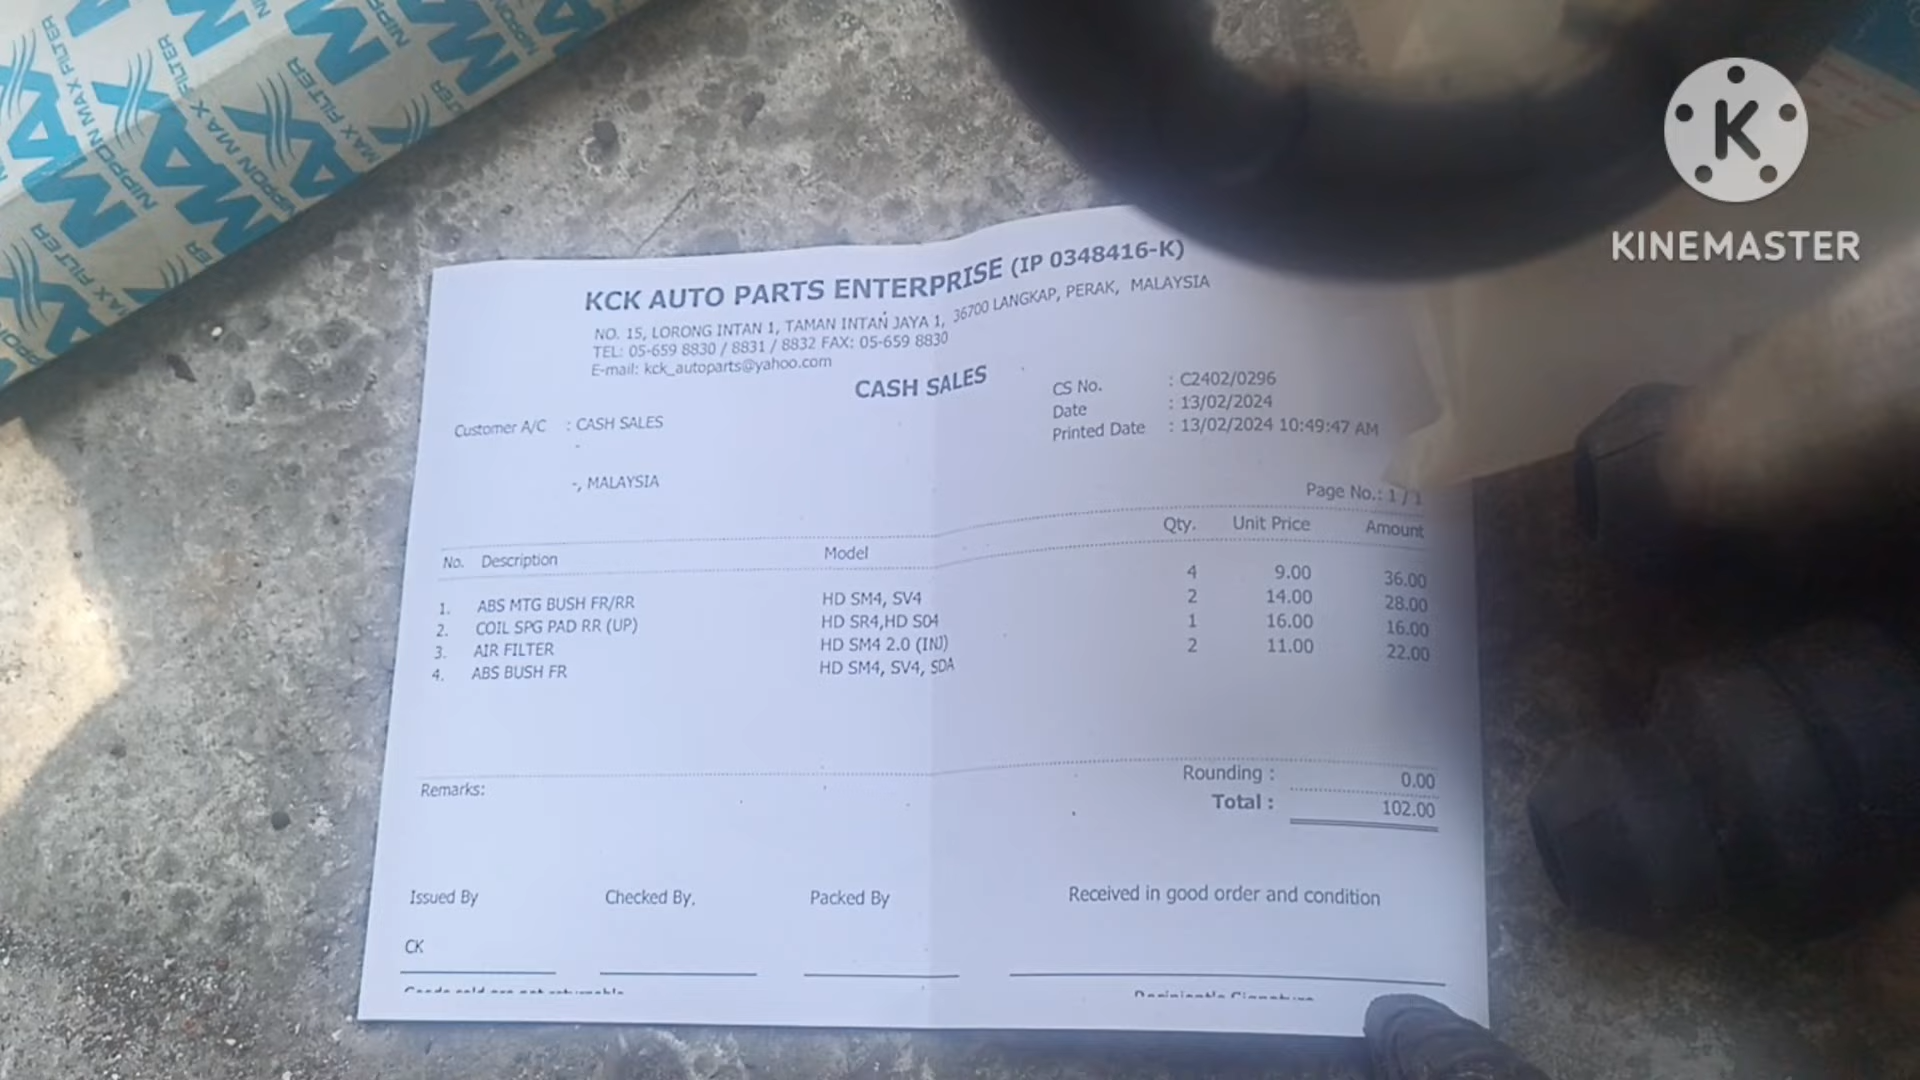 MAX NIPPON MAX FILTER
KINEMASTER
KCK AUTO PARTS ENTERPRISE (IP 0348416-K)
NO. 15, LORONG INTAN 1, TAMAN INTAN JAYA 1, 36700 LANGKAP, PERAK, MALAYSIA
TEL: 05-659 8830 / 8831 / 8832 FAX: 05-659 8830
E-mail: kck_autoparts@yahoo.com
CASH SALES
CS No. : C2402/0296
Date : 13/02/2024
Printed Date : 13/02/2024 10:49:47 AM
Customer A/C : CASH SALES
-
-, MALAYSIA
Page No.: 1 / 1
No. Description Model Qty. Unit Price Amount
1. ABS MTG BUSH FR/RR HD SM4, SV4 4 9.00 36.00
2. COIL SPG PAD RR (UP) HD SR4,HD S04 2 14.00 28.00
3. AIR FILTER HD SM4 2.0 (INJ) 1 16.00 16.00
4. ABS BUSH FR HD SM4, SV4, SDA 2 11.00 22.00
Rounding : 0.00
Remarks:
Total : 102.00
Issued By Checked By. Packed By Received in good order and condition
CK